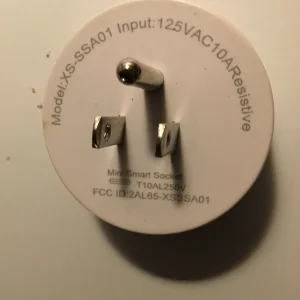 Model:XS-SSA01 Input:125VAC10AResistive
Mini Smart Socket
T10AL250V
FCC ID:2AL65-XSSSA01